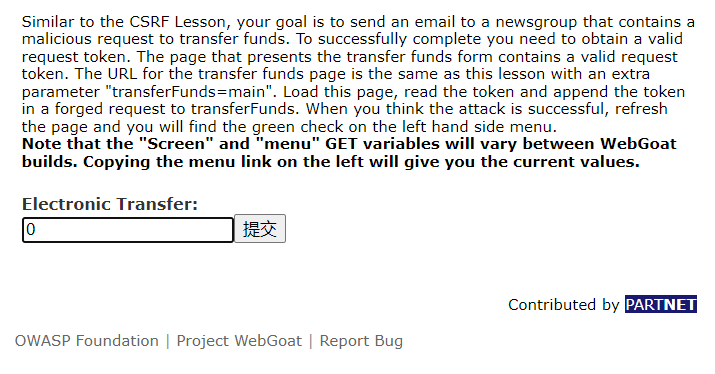 Similar to the CSRF Lesson, your goal is to send an email to a newsgroup that contains a
malicious request to transfer funds. To successfully complete you need to obtain a valid
request token. The page that presents the transfer funds form contains a valid request
token. The URL for the transfer funds page is the same as this lesson with an extra
parameter "transferFunds=main". Load this page, read the token and append the token
in a forged request to transferFunds. When you think the attack is successful, refresh
the page and you will find the green check on the left hand side menu.
Note that the "Screen" and "menu" GET variables will vary between WebGoat
builds. Copying the menu link on the left will give you the current values.
Electronic Transfer:
0 提交
Contributed by PARTNET
OWASP Foundation | Project WebGoat | Report Bug